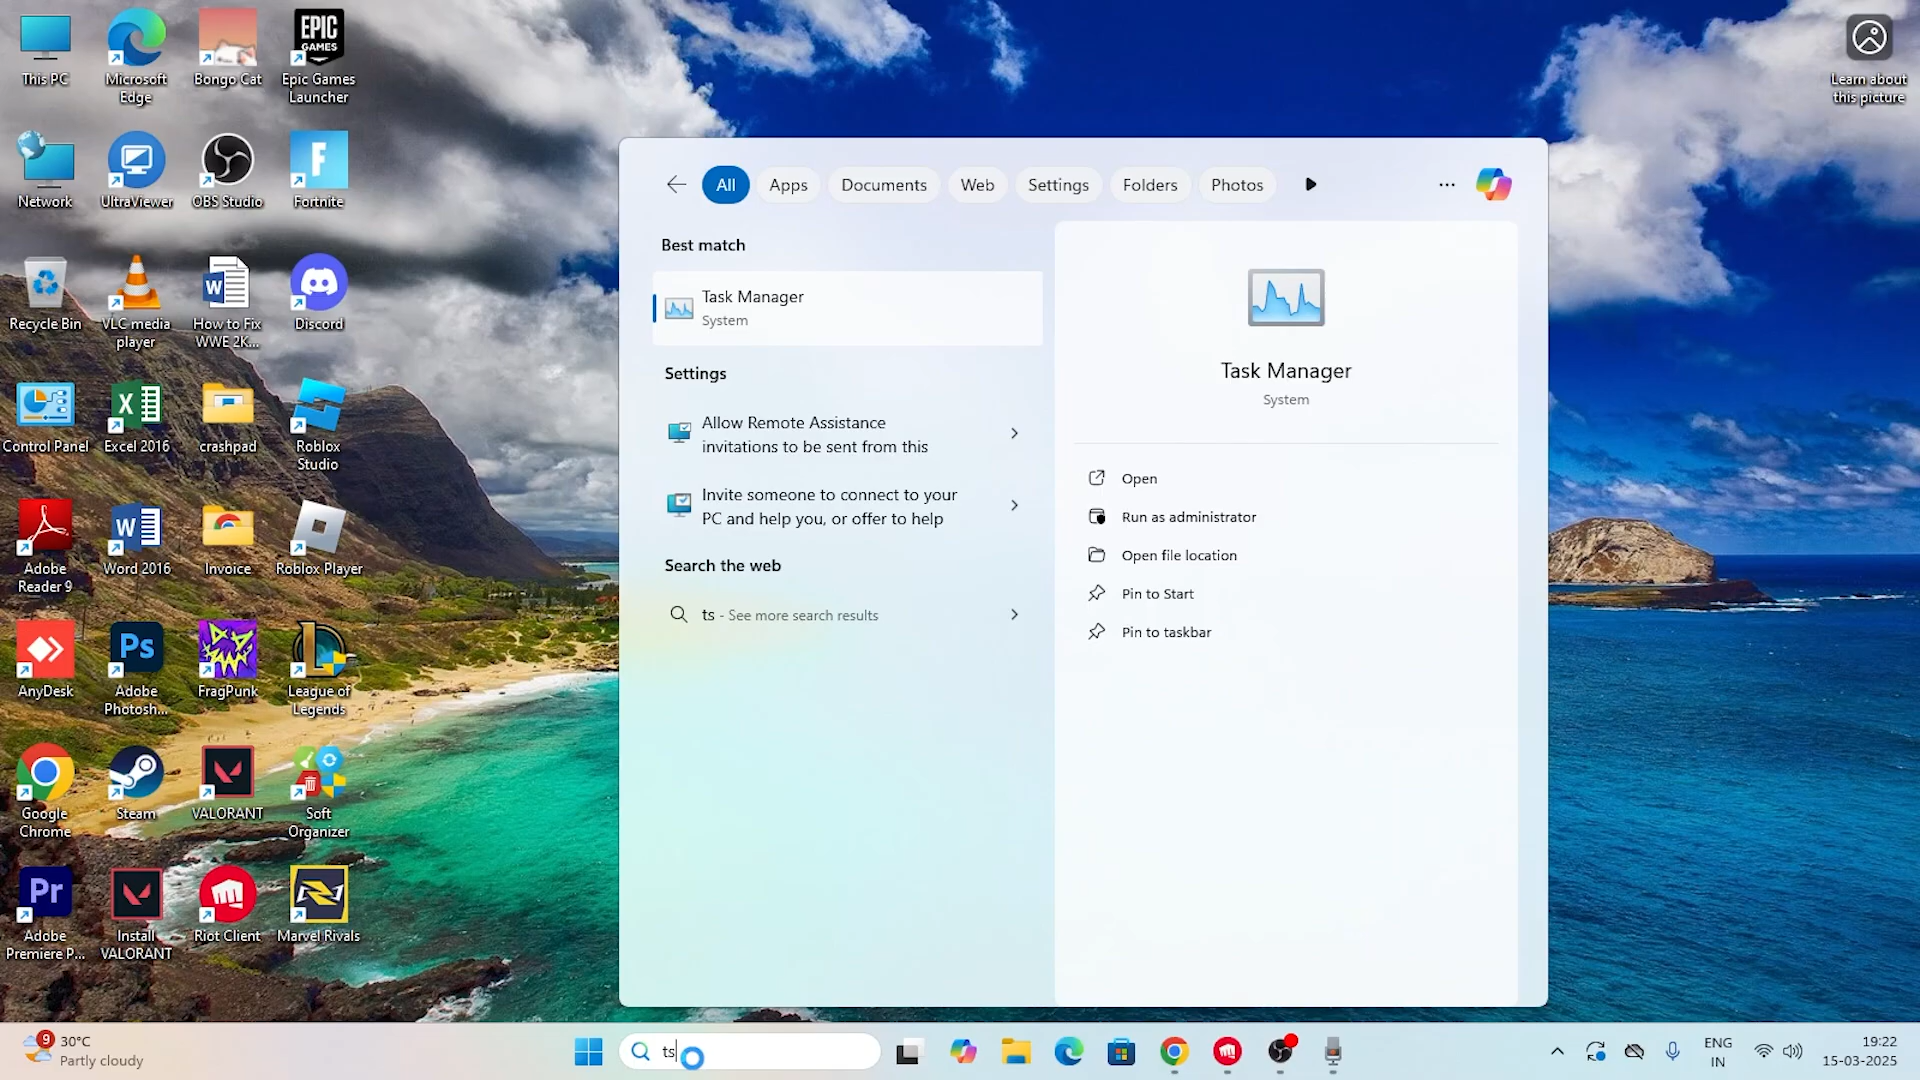 This PC
Microsoft
Edge
Bongo Cat
EPIC
GAMES
Epic Games
Launcher
Learn about
this picture
Network
UltraViewer
OBS Studio
F
Fortnite
Recycle Bin
VLC media
player
W
How to Fix
WWE 2K...
Discord
Control Panel
X
Excel 2016
crashpad
Roblox
Studio
Adobe
Reader 9
W
Word 2016
Invoice
Roblox Player
AnyDesk
Ps
Adobe
Photosh...
FragPunk
League of
Legends
Google
Chrome
Steam
VALORANT
Soft
Organizer
Pr
Adobe
Premiere P...
Install
VALORANT
Riot Client
Marvel Rivals
All
Apps
Documents
Web
Settings
Folders
Photos
Best match
Task Manager
System
Settings
Allow Remote Assistance
invitations to be sent from this
Invite someone to connect to your
PC and help you, or offer to help
Search the web
ts - See more search results
Task Manager
System
Open
Run as administrator
Open file location
Pin to Start
Pin to taskbar
9
30°C
Partly cloudy
ts
ENG
IN
19:22
15-03-2025